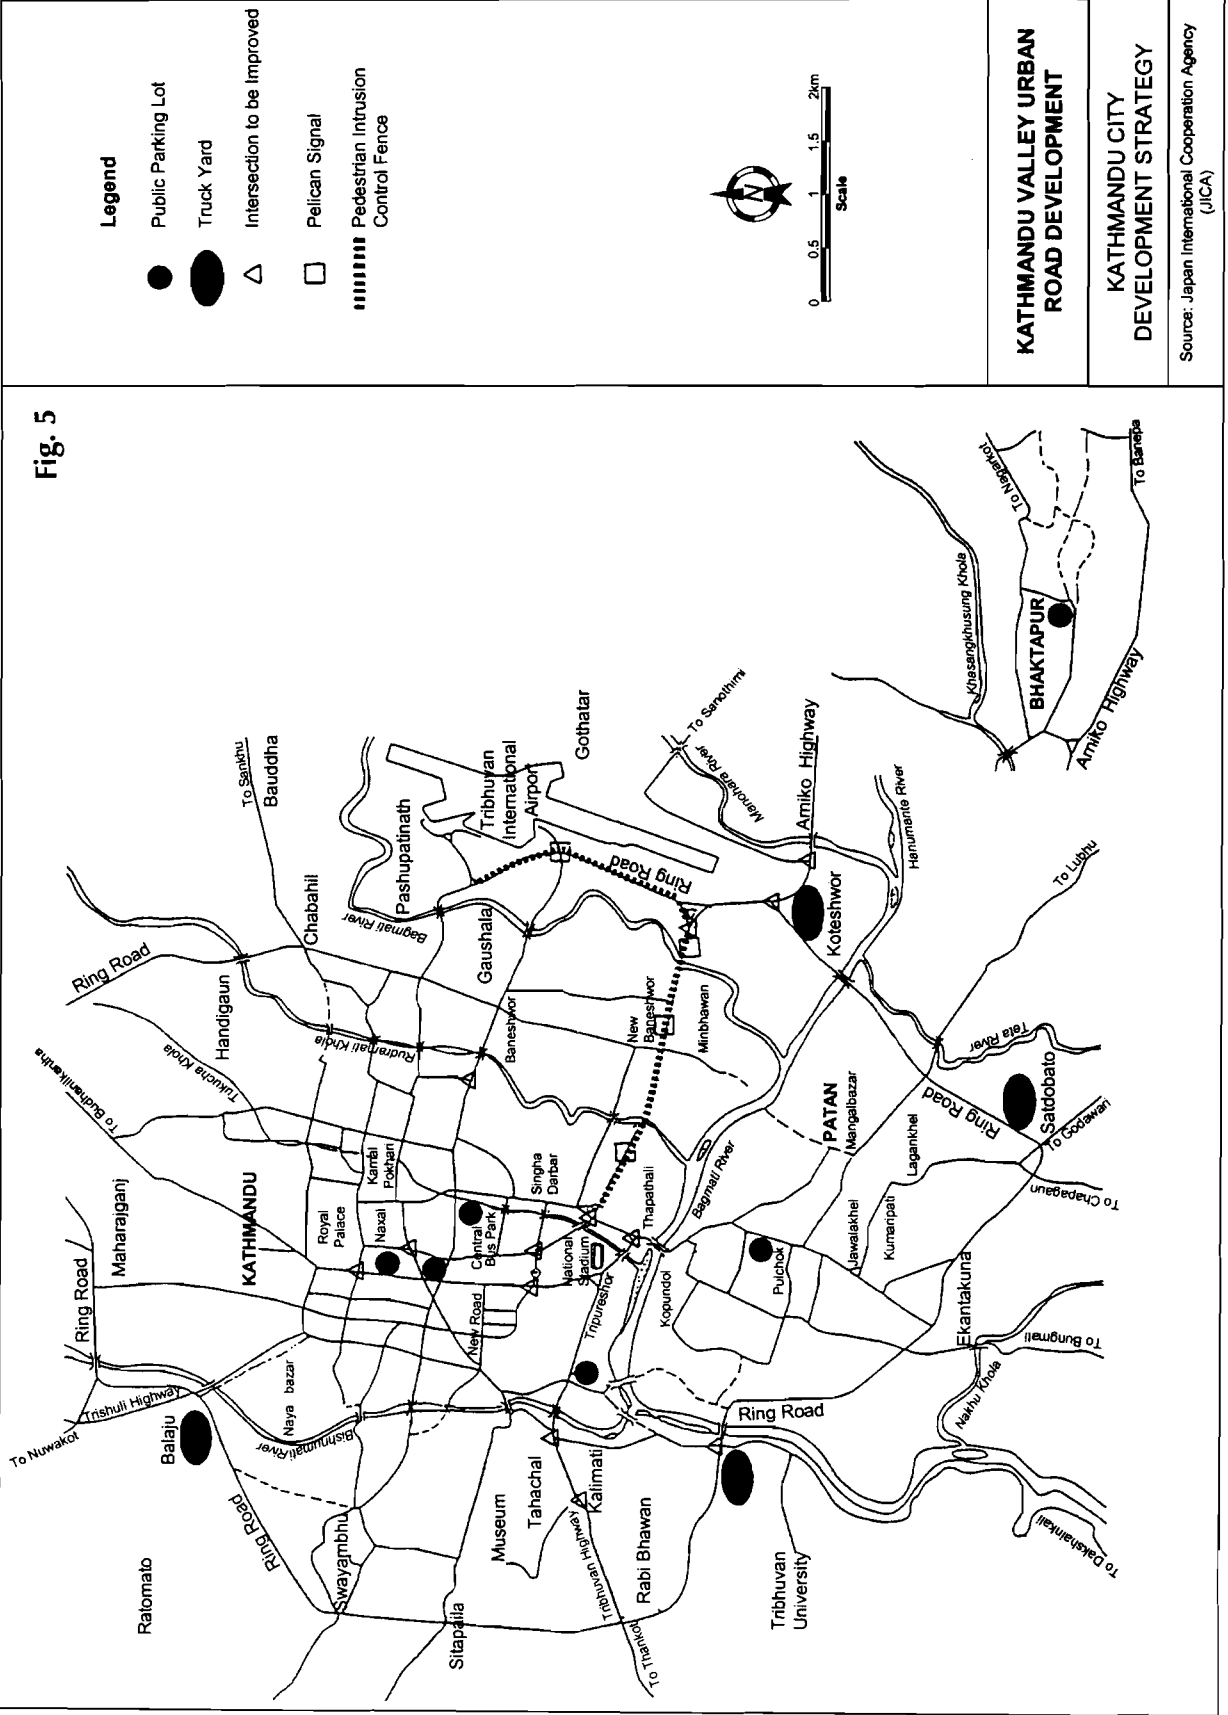 Fig. 5
Ratomato
To Nuwakot
Balaju
Trishuli Highway
Ring Road
Maharajganj
To Budhanilkantha
Ring Road
Handigaun
Tukucha Khola
Rudramati Khola
Chabahil
To Sankhu
Bauddha
Ring Road
Swayambhu
Naya bazar
Bishnumati River
KATHMANDU
Royal
Palace
Kamal
Pokhari
Naxal
Bagmati River
Pashupatinath
Gaushala
Tribhuvan
International
Airport
Gothatar
Sitapaila
Museum
Tahachal
New Road
Central
Bus Park
Singha
Darbar
Baneshwor
National
Stadium
Tripureshor
Thapathali
New
Baneshwor
Minbhawan
Ring Road
To Sanothimi
Manohara River
Amiko Highway
Koteshwor
Hanumante River
Tribhuvan Highway
To Thankot
Kalimati
Rabi Bhawan
Kopundol
Bagmati River
Pulchok
PATAN
Mangalbazar
Tribhuvan
University
Ring Road
Jawalakhel
Kumaripati
Lagankhel
Ring Road
To Lubhu
Teta River
Satdobato
To Godawari
To Chapagaun
Ekantakuna
To Bungmati
Nakhu Khola
To Dakshainkali
Khasangkhusung Khola
To Nagarkot
BHAKTAPUR
To Banepa
Amiko Highway
Legend
Public Parking Lot
Truck Yard
Intersection to be Improved
Pelican Signal
Pedestrian Intrusion
Control Fence
N
0 0.5 1 1.5 2km
Scale
KATHMANDU VALLEY URBAN
ROAD DEVELOPMENT
KATHMANDU CITY
DEVELOPMENT STRATEGY
Source: Japan International Cooperation Agency
(JICA)